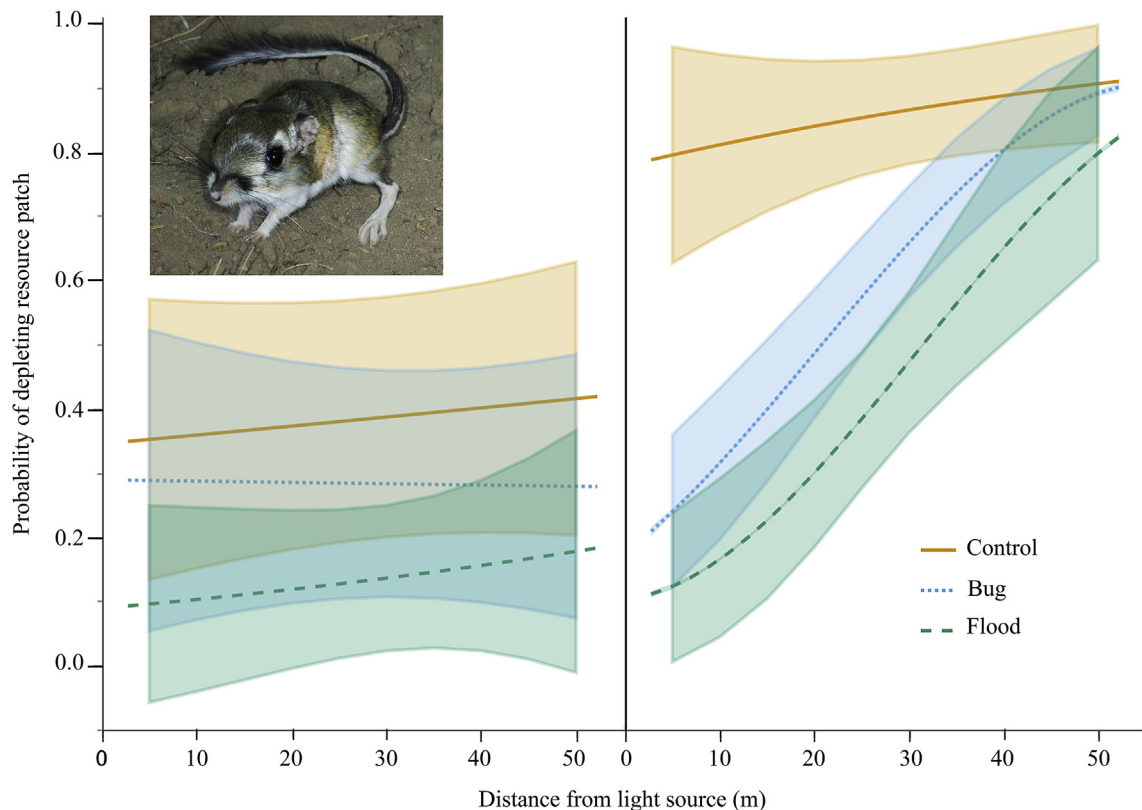 1.0
0.8
0.6
0.4
0.2
0.0
Probability of depleting resource patch
Control
Bug
Flood
0 10 20 30 40 50 0 10 20 30 40 50
Distance from light source (m)